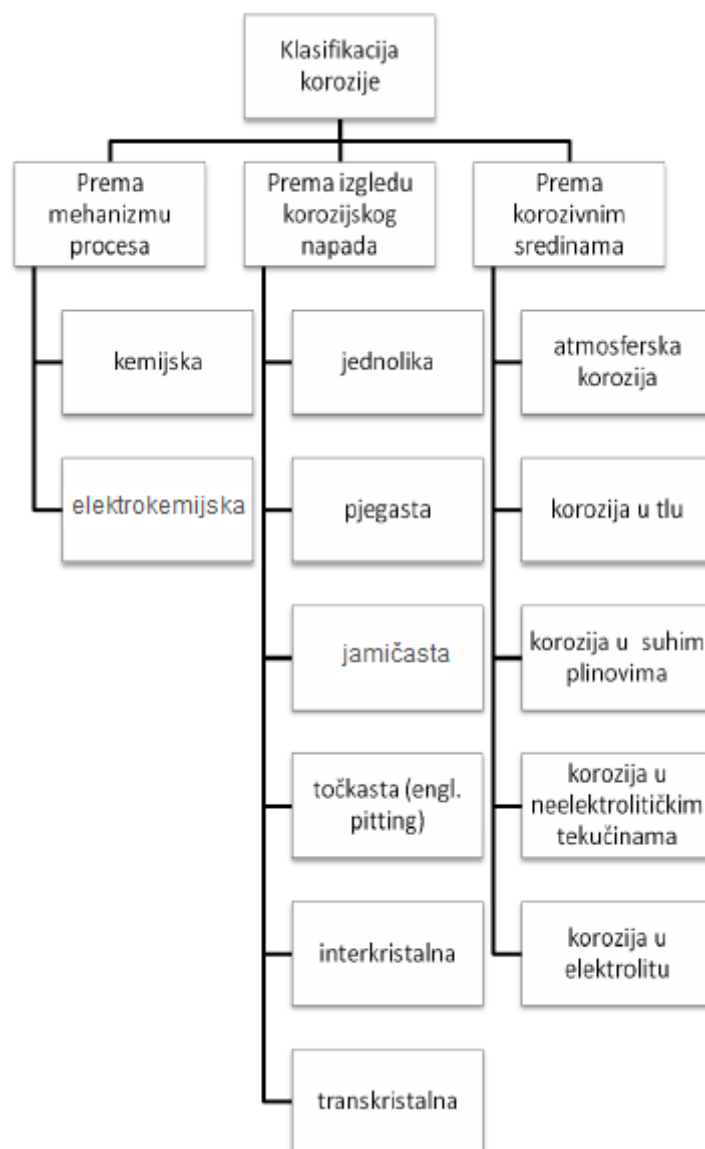 Klasifikacija
korozije
Prema
mehanizmu
procesa
Prema izgledu
korozijskog
napada
Prema
korozivnim
sredinama
kemijska
elektrokemijska
jednolika
pjegasta
jamičasta
točkasta (engl.
pitting)
interkristalna
transkristalna
atmosferska
korozija
korozija u tlu
korozija u suhim
plinovima
korozija u
neelektrolitičkim
tekučinama
korozija u
elektrolitu